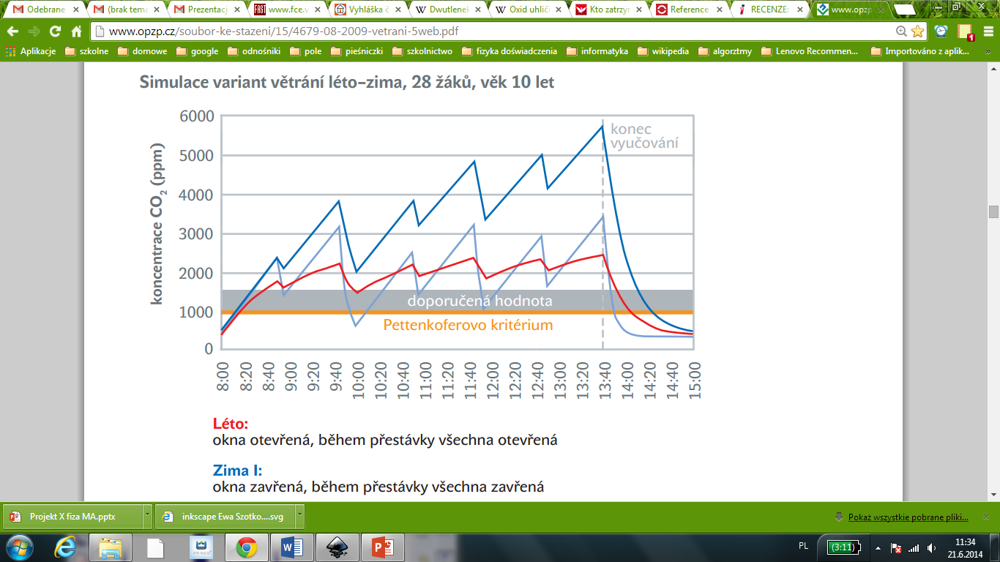 Odebrane
(brak tema
Prezentacj
www.fce.v
Vyhláška č
Dwutlenek
Oxid uhlič
Kto zatrzyr
Reference
RECENZE:
www.opzp
www.opzp.cz/soubor-ke-stazeni/15/4679-08-2009-vetrani-5web.pdf
Aplikacje szkolne domowe google odnośniki pole pieśniczki szkolnictwo fizyka doświadczenia informatyka wikipedia algorztmy Lenovo Recommen... Importováno z aplik... »
Simulace variant větrání léto–zima, 28 žáků, věk 10 let
koncentrace CO2 (ppm)
6000
5000
4000
3000
2000
1000
0
konec
vyučování
doporučená hodnota
Pettenkoferovo kritérium
8:00
8:20
8:40
9:00
9:20
9:40
10:00
10:20
10:40
11:00
11:20
11:40
12:00
12:20
12:40
13:00
13:20
13:40
14:00
14:20
14:40
15:00
Léto:
okna otevřená, během přestávky všechna otevřená
Zima I:
okna zavřená, během přestávky všechna zavřená
Projekt X fiza MA.pptx
inkscape Ewa Szotko....svg
Pokaż wszystkie pobrane pliki...
PL
(3:11)
11:34
21.6.2014